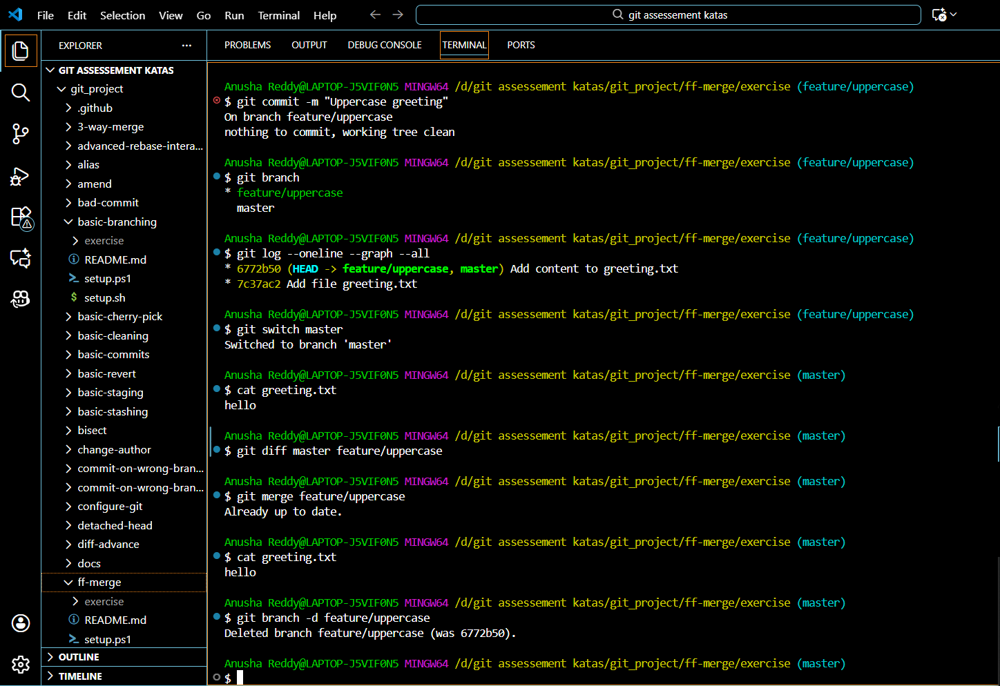 File Edit Selection View Go Run Terminal Help
git assessement katas
EXPLORER
GIT ASSESSEMENT KATAS
git_project
.github
3-way-merge
advanced-rebase-intera...
alias
amend
bad-commit
basic-branching
exercise
README.md
setup.ps1
$ setup.sh
basic-cherry-pick
basic-cleaning
basic-commits
basic-revert
basic-staging
basic-stashing
bisect
change-author
commit-on-wrong-bran...
commit-on-wrong-bran...
configure-git
detached-head
diff-advance
docs
ff-merge
exercise
README.md
setup.ps1
OUTLINE
TIMELINE
PROBLEMS OUTPUT DEBUG CONSOLE TERMINAL PORTS
Anusha Reddy@LAPTOP-J5VIF0N5 MINGW64 /d/git assessement katas/git_project/ff-merge/exercise (feature/uppercase)
$ git commit -m "Uppercase greeting"
On branch feature/uppercase
nothing to commit, working tree clean
Anusha Reddy@LAPTOP-J5VIF0N5 MINGW64 /d/git assessement katas/git_project/ff-merge/exercise (feature/uppercase)
$ git branch
* feature/uppercase
master
Anusha Reddy@LAPTOP-J5VIF0N5 MINGW64 /d/git assessement katas/git_project/ff-merge/exercise (feature/uppercase)
$ git log --oneline --graph --all
* 6772b50 (HEAD -> feature/uppercase, master) Add content to greeting.txt
* 7c37ac2 Add file greeting.txt
Anusha Reddy@LAPTOP-J5VIF0N5 MINGW64 /d/git assessement katas/git_project/ff-merge/exercise (feature/uppercase)
$ git switch master
Switched to branch 'master'
Anusha Reddy@LAPTOP-J5VIF0N5 MINGW64 /d/git assessement katas/git_project/ff-merge/exercise (master)
$ cat greeting.txt
hello
Anusha Reddy@LAPTOP-J5VIF0N5 MINGW64 /d/git assessement katas/git_project/ff-merge/exercise (master)
$ git diff master feature/uppercase
Anusha Reddy@LAPTOP-J5VIF0N5 MINGW64 /d/git assessement katas/git_project/ff-merge/exercise (master)
$ git merge feature/uppercase
Already up to date.
Anusha Reddy@LAPTOP-J5VIF0N5 MINGW64 /d/git assessement katas/git_project/ff-merge/exercise (master)
$ cat greeting.txt
hello
Anusha Reddy@LAPTOP-J5VIF0N5 MINGW64 /d/git assessement katas/git_project/ff-merge/exercise (master)
$ git branch -d feature/uppercase
Deleted branch feature/uppercase (was 6772b50).
Anusha Reddy@LAPTOP-J5VIF0N5 MINGW64 /d/git assessement katas/git_project/ff-merge/exercise (master)
$